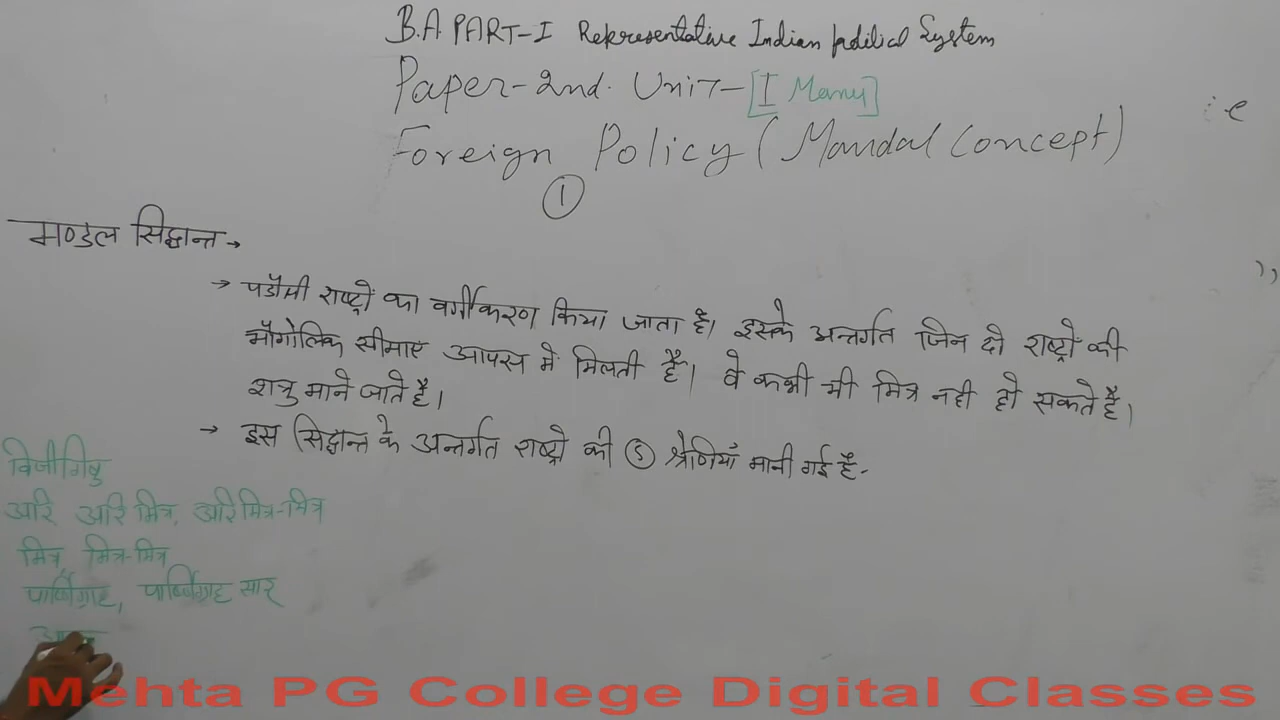 B.A. PART-I Representative Indian Political System
Paper-2nd. Unit-[I Manu]
Foreign Policy (Mandal Concept)
①
मण्डल सिद्धान्त →
→ पडौसी राष्ट्रों का वर्गीकरण किया जाता है। इसके अन्तर्गत जिन दो राष्ट्रों की
भौगोलिक सीमाए आपस मे मिलती है। वे कभी भी मित्र नही हो सकते है।
शत्रु माने जाते है।
→ इस सिद्धान्त के अन्तर्गत राष्ट्रो की ⑤ श्रेणियाँ मानी गई है-
विजीगिषु
अरि, अरि मित्र, अरिमित्र-मित्र
मित्र, मित्र-मित्र
पार्ष्णिग्राह, पार्ष्णिग्राह सार
Mehta PG College Digital Classes